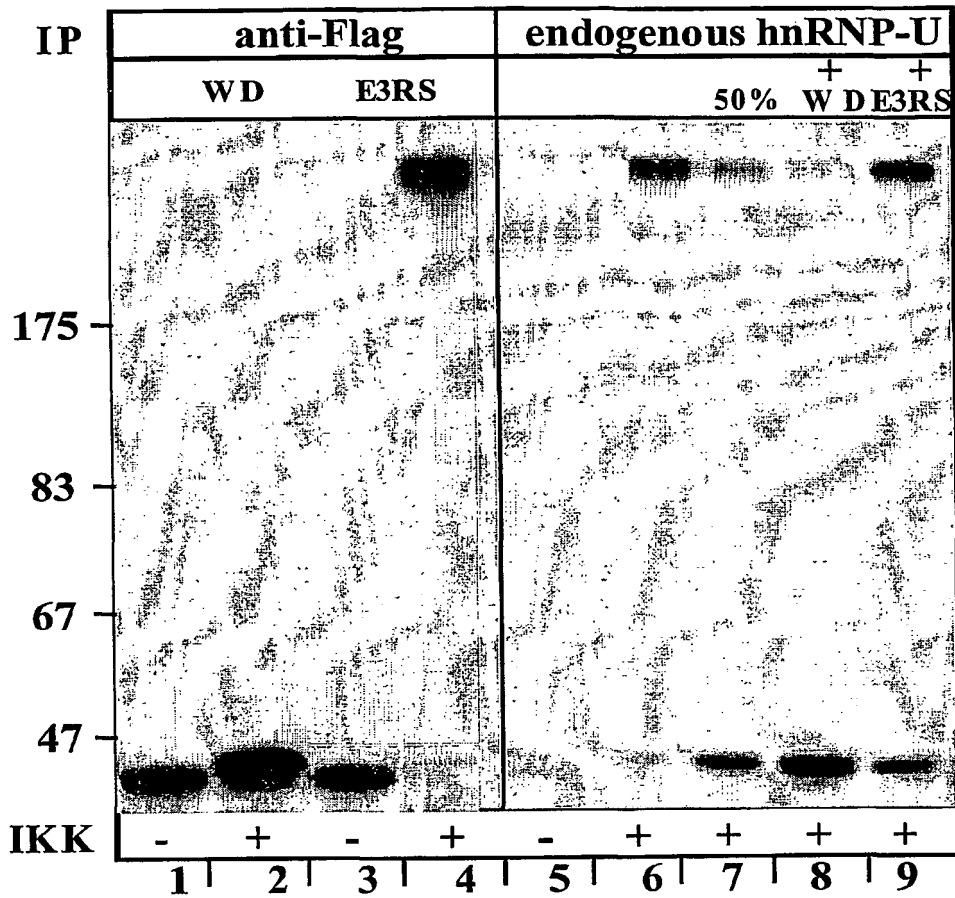 IP anti-Flag endogenous hnRNP-U
+ +
WD E3RS 50% W D E3RS
175
83
67
47
IKK - + - + - + + + +
1 2 3 4 5 6 7 8 9